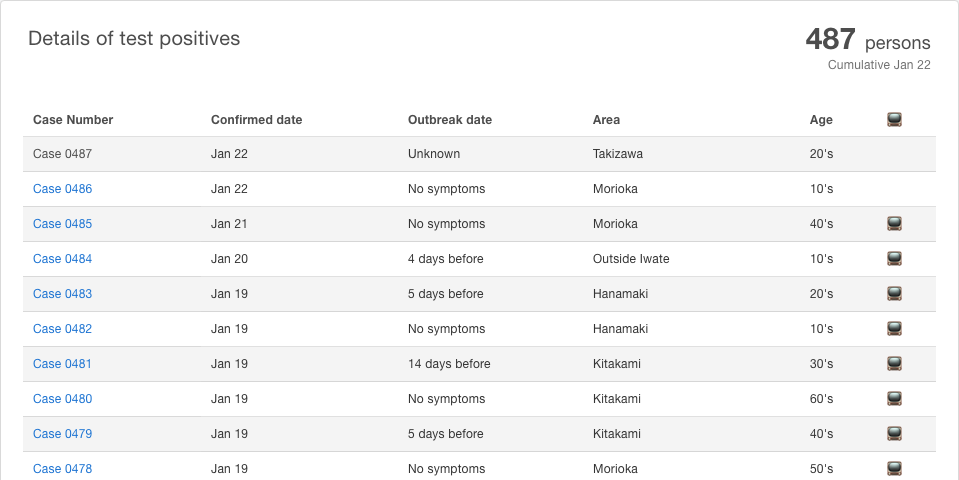 Details of test positives
487 persons
Cumulative Jan 22
Case Number Confirmed date Outbreak date Area Age
Case 0487 Jan 22 Unknown Takizawa 20's
Case 0486 Jan 22 No symptoms Morioka 10's
Case 0485 Jan 21 No symptoms Morioka 40's
Case 0484 Jan 20 4 days before Outside Iwate 10's
Case 0483 Jan 19 5 days before Hanamaki 20's
Case 0482 Jan 19 No symptoms Hanamaki 10's
Case 0481 Jan 19 14 days before Kitakami 30's
Case 0480 Jan 19 No symptoms Kitakami 60's
Case 0479 Jan 19 5 days before Kitakami 40's
Case 0478 Jan 19 No symptoms Morioka 50's